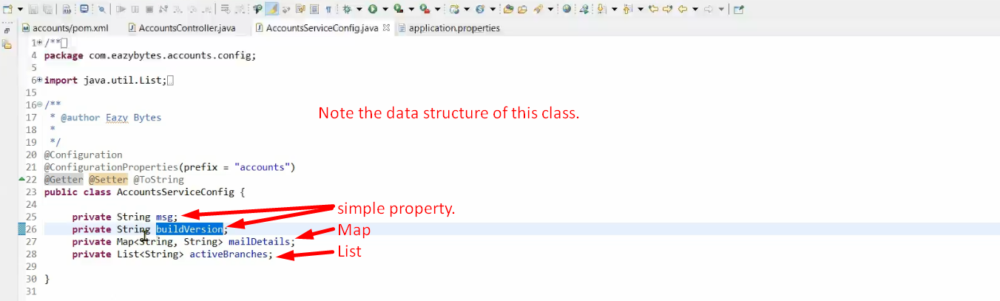 accounts/pom.xml AccountsController.java AccountsServiceConfig.java application.properties
1 /**
4 package com.eazybytes.accounts.config;
5
6 import java.util.List;
15
16 /**
17 * @author Eazy Bytes
18 *
19 */
20 @Configuration
21 @ConfigurationProperties(prefix = "accounts")
22 @Getter @Setter @ToString
23 public class AccountsServiceConfig {
24
25 private String msg;
26 private String buildVersion;
27 private Map<String, String> mailDetails;
28 private List<String> activeBranches;
29
30 }
31
Note the data structure of this class.
simple property.
Map
List